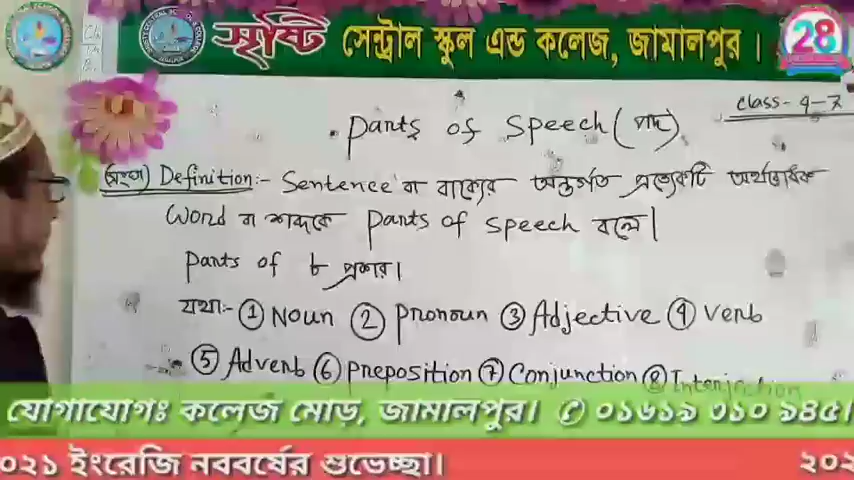 সৃষ্টি সেন্ট্রাল স্কুল এন্ড কলেজ, জামালপুর।
28
Class- 4-7
Parts of Speech (পদ)
(সংজ্ঞা) Definition:- Sentence বা বাক্যের অন্তর্গত প্রত্যেকটি অর্থবোধক
Word বা শব্দকে Parts of speech বলে।
Parts of ৮ প্রকার।
যথা:- ① Noun ② Pronoun ③ Adjective ④ Verb
⑤ Adverb ⑥ Preposition ⑦ Conjunction ⑧ Interjection
যোগাযোগঃ কলেজ মোড়, জামালপুর। ✆ ০১৬১৯ ৩১০ ৯৪৫।
০২১ ইংরেজি নববর্ষের শুভেচ্ছা। ২০২